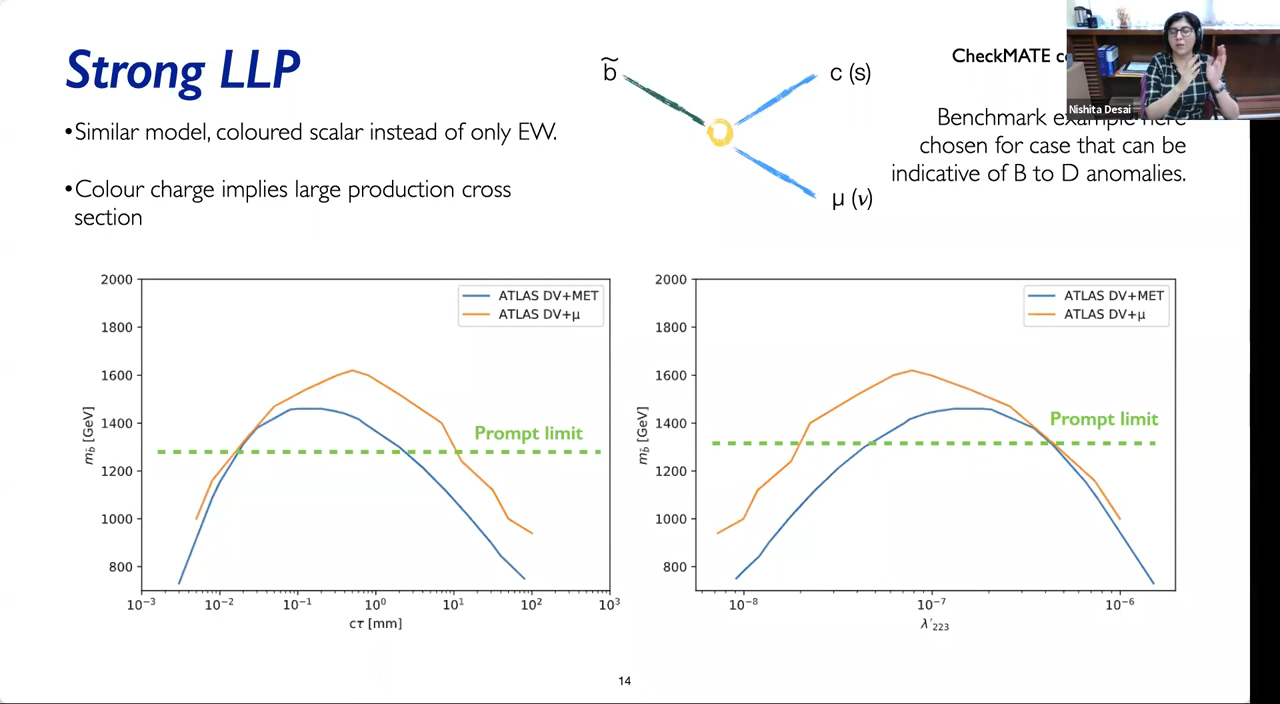 Strong LLP
•Similar model, coloured scalar instead of only EW.
•Colour charge implies large production cross
section
b̃
c (s)
μ (ν)
CheckMATE
Benchmark example here
chosen for case that can be
indicative of B to D anomalies.
Nishita Desai
2000
1800
1600
1400
1200
1000
800
m_b̃ [GeV]
ATLAS DV+MET
ATLAS DV+μ
Prompt limit
10⁻³ 10⁻² 10⁻¹ 10⁰ 10¹ 10² 10³
cτ [mm]
2000
1800
1600
1400
1200
1000
800
m_b̃ [GeV]
ATLAS DV+MET
ATLAS DV+μ
Prompt limit
10⁻⁸ 10⁻⁷ 10⁻⁶
λ′₂₂₃
14